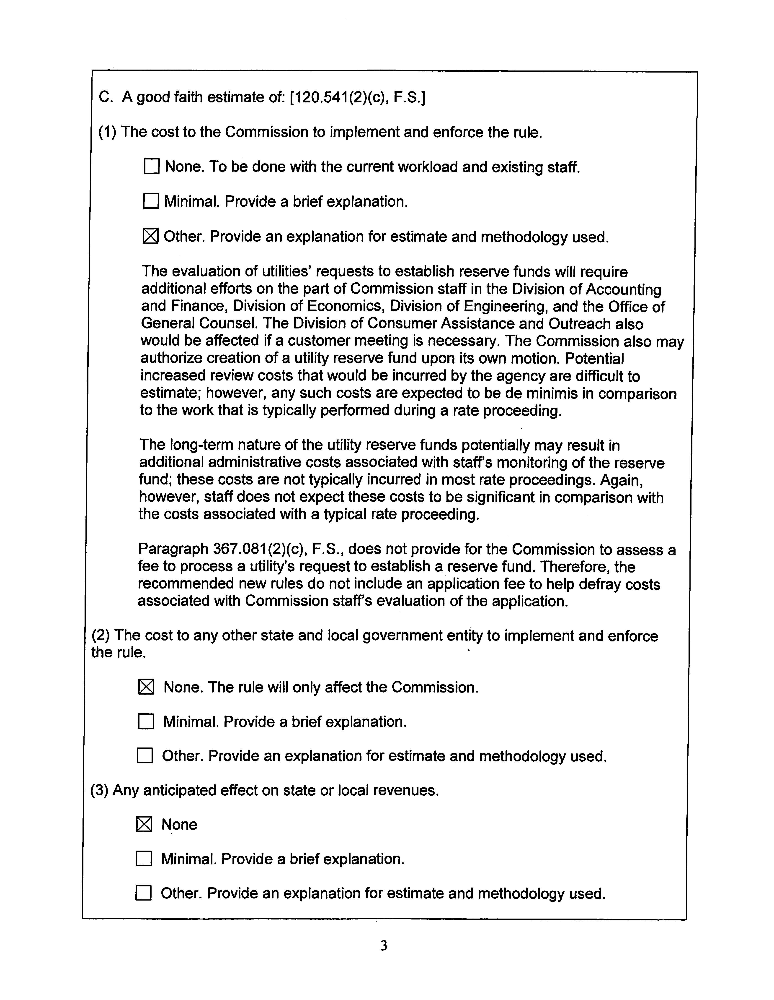 C. A good faith estimate of: [120.541(2)(c), F.S.]
(1) The cost to the Commission to implement and enforce the rule.
☐ None. To be done with the current workload and existing staff.
☐ Minimal. Provide a brief explanation.
☒ Other. Provide an explanation for estimate and methodology used.
The evaluation of utilities' requests to establish reserve funds will require
additional efforts on the part of Commission staff in the Division of Accounting
and Finance, Division of Economics, Division of Engineering, and the Office of
General Counsel. The Division of Consumer Assistance and Outreach also
would be affected if a customer meeting is necessary. The Commission also may
authorize creation of a utility reserve fund upon its own motion. Potential
increased review costs that would be incurred by the agency are difficult to
estimate; however, any such costs are expected to be de minimis in comparison
to the work that is typically performed during a rate proceeding.
The long-term nature of the utility reserve funds potentially may result in
additional administrative costs associated with staff's monitoring of the reserve
fund; these costs are not typically incurred in most rate proceedings. Again,
however, staff does not expect these costs to be significant in comparison with
the costs associated with a typical rate proceeding.
Paragraph 367.081(2)(c), F.S., does not provide for the Commission to assess a
fee to process a utility's request to establish a reserve fund. Therefore, the
recommended new rules do not include an application fee to help defray costs
associated with Commission staff's evaluation of the application.
(2) The cost to any other state and local government entity to implement and enforce
the rule.
☒ None. The rule will only affect the Commission.
☐ Minimal. Provide a brief explanation.
☐ Other. Provide an explanation for estimate and methodology used.
(3) Any anticipated effect on state or local revenues.
☒ None
☐ Minimal. Provide a brief explanation.
☐ Other. Provide an explanation for estimate and methodology used.
3